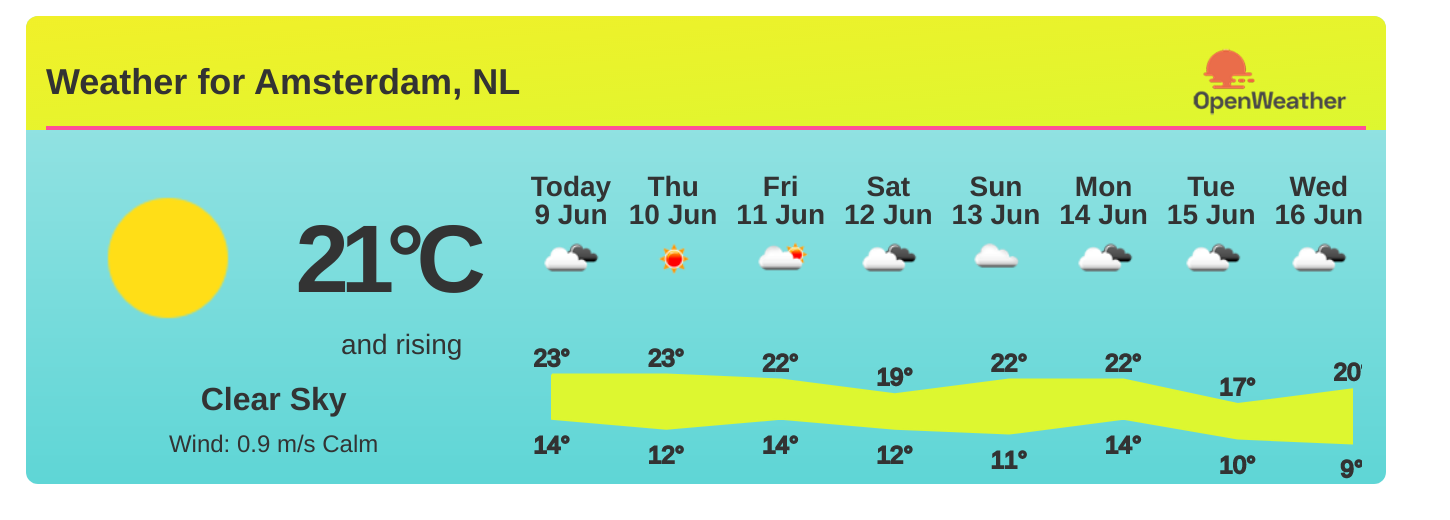 Weather for Amsterdam, NL
OpenWeather
21°C
and rising
Clear Sky
Wind: 0.9 m/s Calm
Today Thu Fri Sat Sun Mon Tue Wed
9 Jun 10 Jun 11 Jun 12 Jun 13 Jun 14 Jun 15 Jun 16 Jun
23° 23° 22° 19° 22° 22° 17° 20°
14° 12° 14° 12° 11° 14° 10° 9°